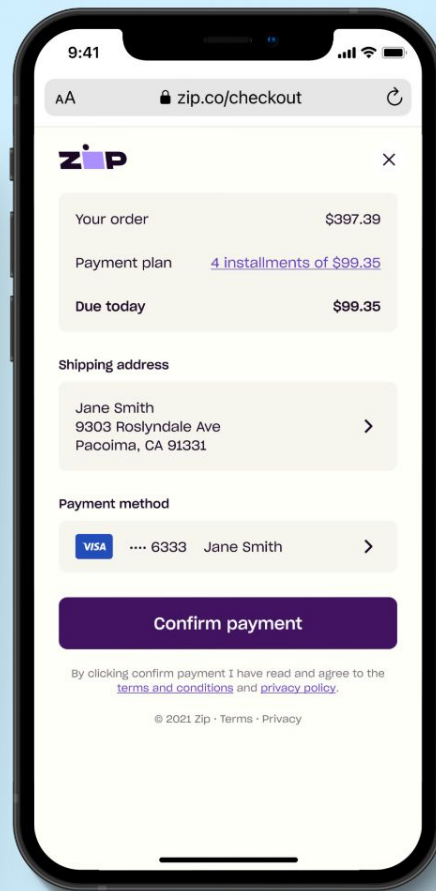 9:41
AA zip.co/checkout
zip
Your order $397.39
Payment plan 4 installments of $99.35
Due today $99.35
Shipping address
Jane Smith
9303 Roslyndale Ave
Pacoima, CA 91331
Payment method
VISA •••• 6333 Jane Smith
Confirm payment
By clicking confirm payment I have read and agree to the
terms and conditions and privacy policy.
© 2021 Zip · Terms · Privacy